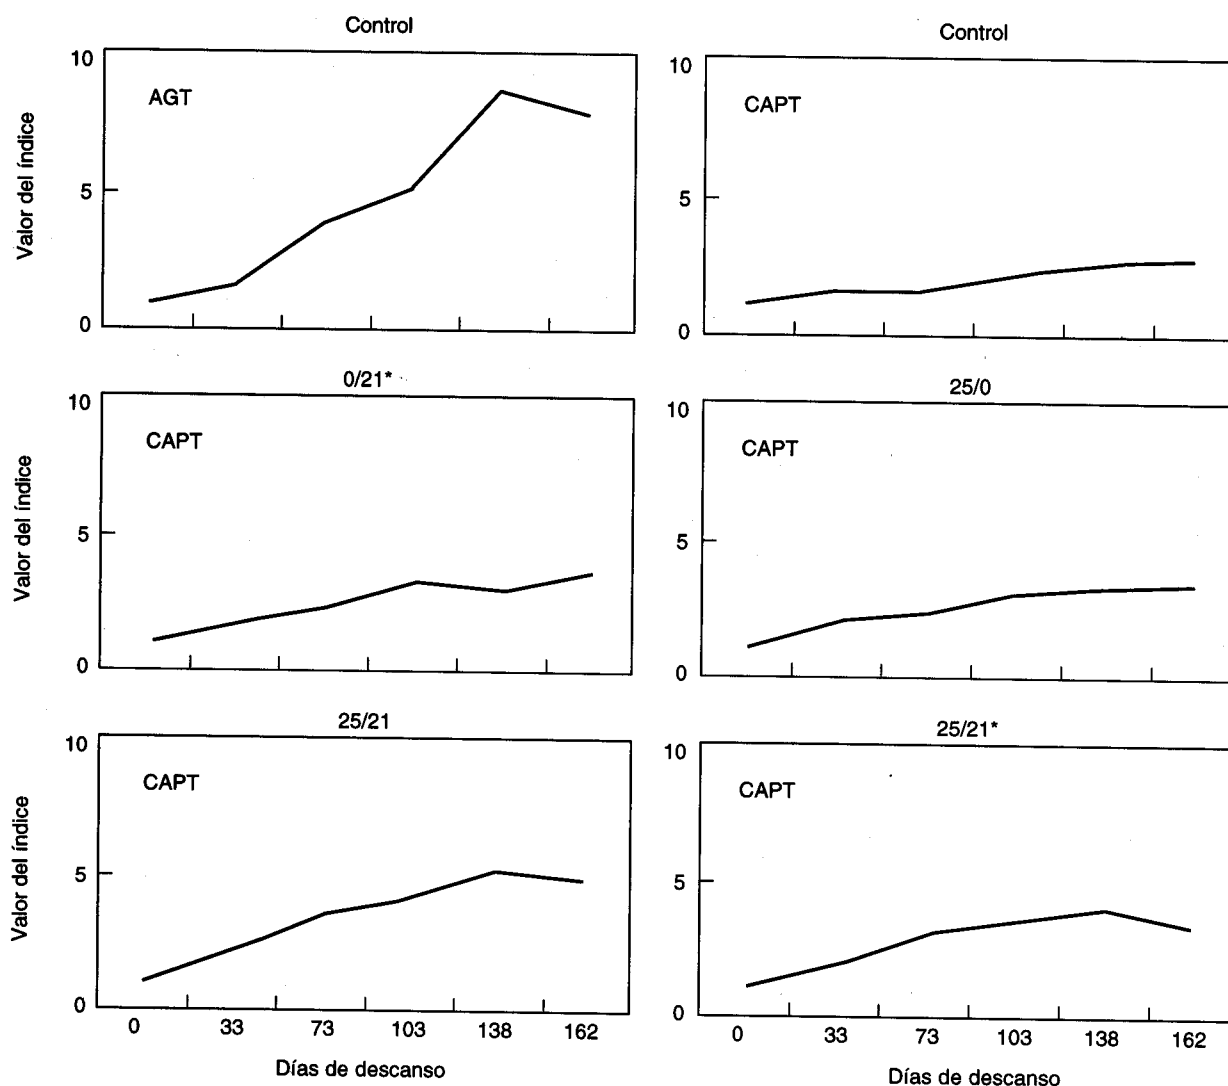 Control
10
AGT
5
0
Valor del índice
Control
10
CAPT
5
0
0/21*
10
CAPT
5
0
Valor del índice
25/0
10
CAPT
5
0
25/21
10
CAPT
5
0
Valor del índice
0 33 73 103 138 162
Días de descanso
25/21*
10
CAPT
5
0
0 33 73 103 138 162
Días de descanso